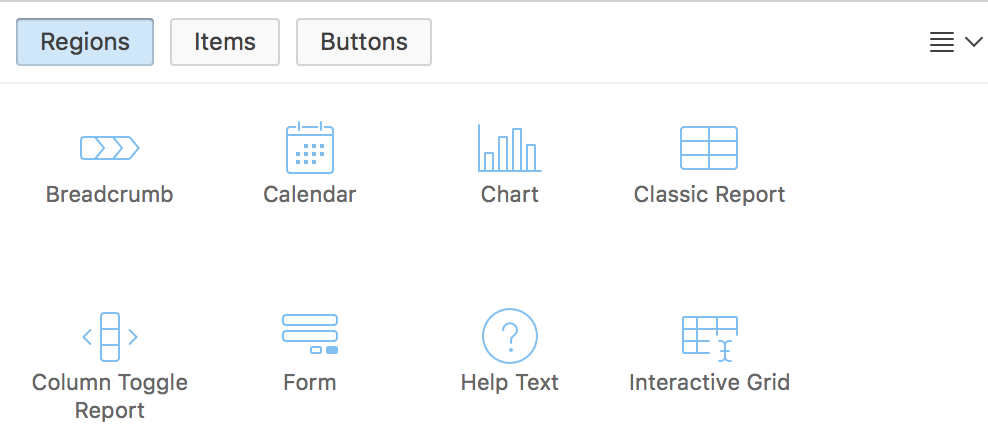 Regions Items Buttons
Breadcrumb Calendar Chart Classic Report
Column Toggle Form Help Text Interactive Grid
Report